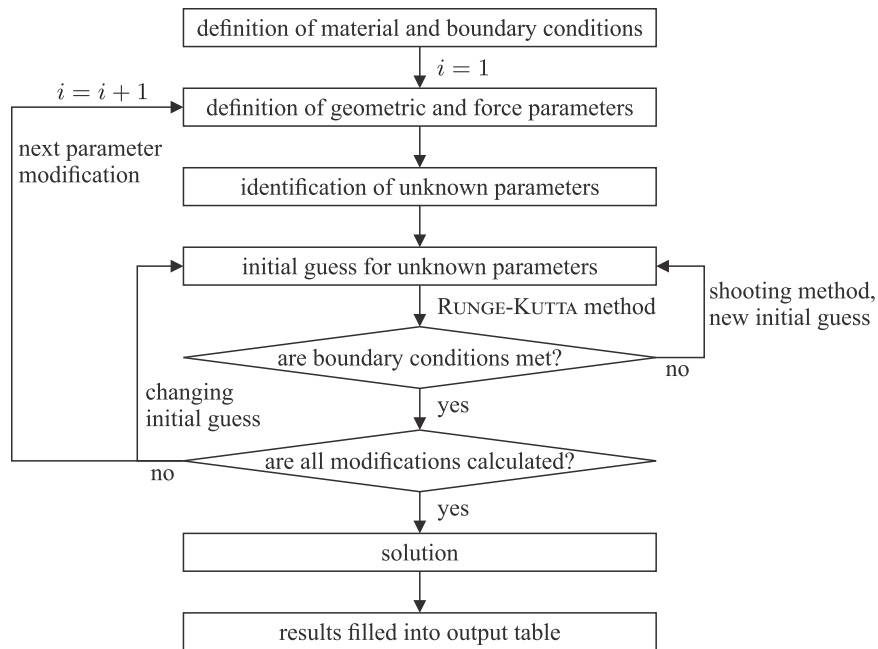 definition of material and boundary conditions
i = 1
i = i + 1
definition of geometric and force parameters
next parameter
modification
identification of unknown parameters
initial guess for unknown parameters
shooting method,
new initial guess
RUNGE-KUTTA method
are boundary conditions met?
no
changing
initial guess
yes
are all modifications calculated?
no
yes
solution
results filled into output table